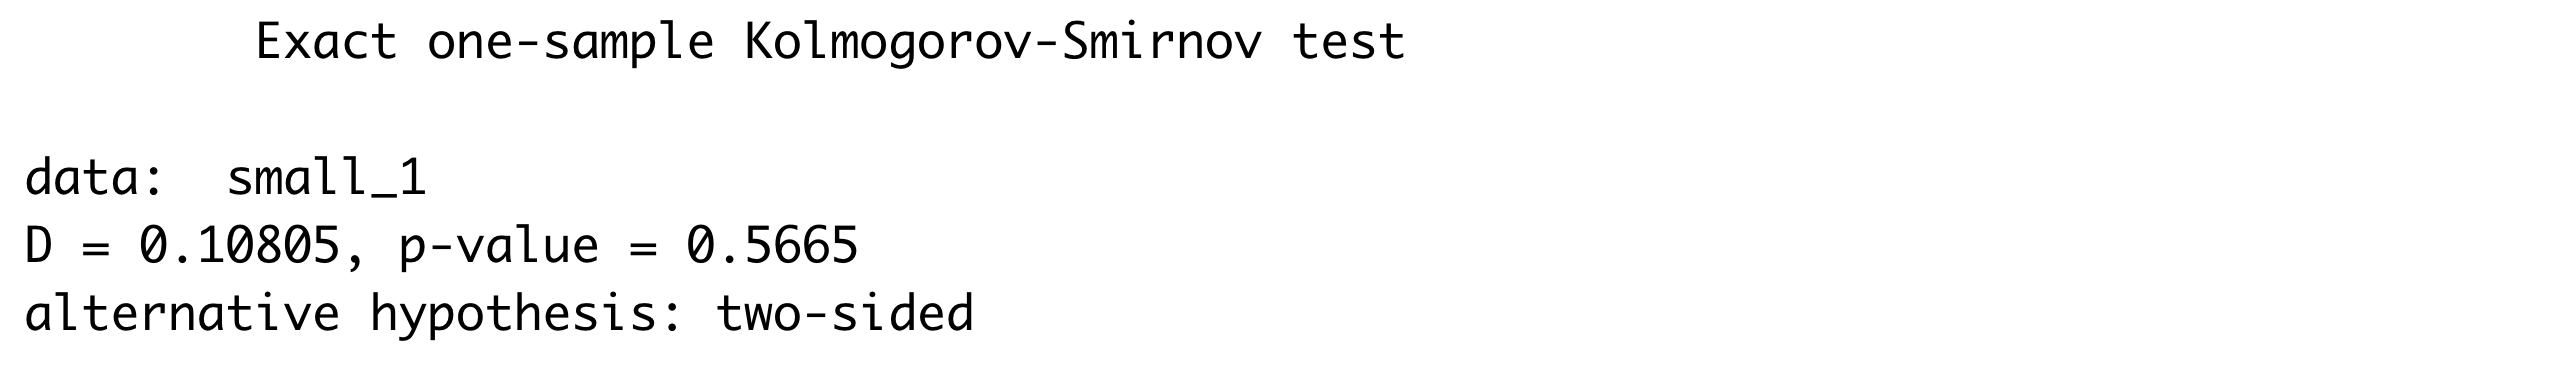 Exact one-sample Kolmogorov-Smirnov test
data:  small_1
D = 0.10805, p-value = 0.5665
alternative hypothesis: two-sided